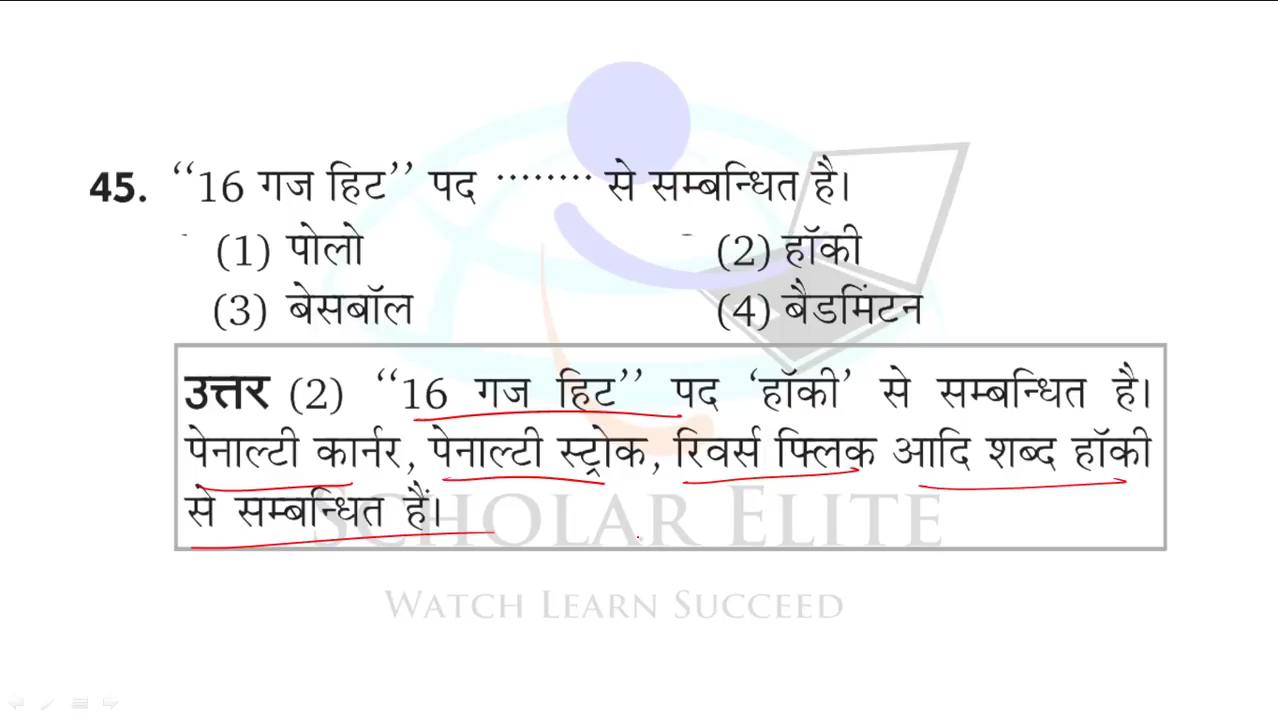 45. “16 गज हिट” पद ········ से सम्बन्धित है।
(1) पोलो (2) हॉकी
(3) बेसबॉल (4) बैडमिंटन
उत्तर (2) “16 गज हिट” पद ‘हॉकी’ से सम्बन्धित है।
पेनाल्टी कार्नर, पेनाल्टी स्ट्रोक, रिवर्स फ्लिक आदि शब्द हॉकी
से सम्बन्धित हैं।
SCHOLAR ELITE
WATCH LEARN SUCCEED